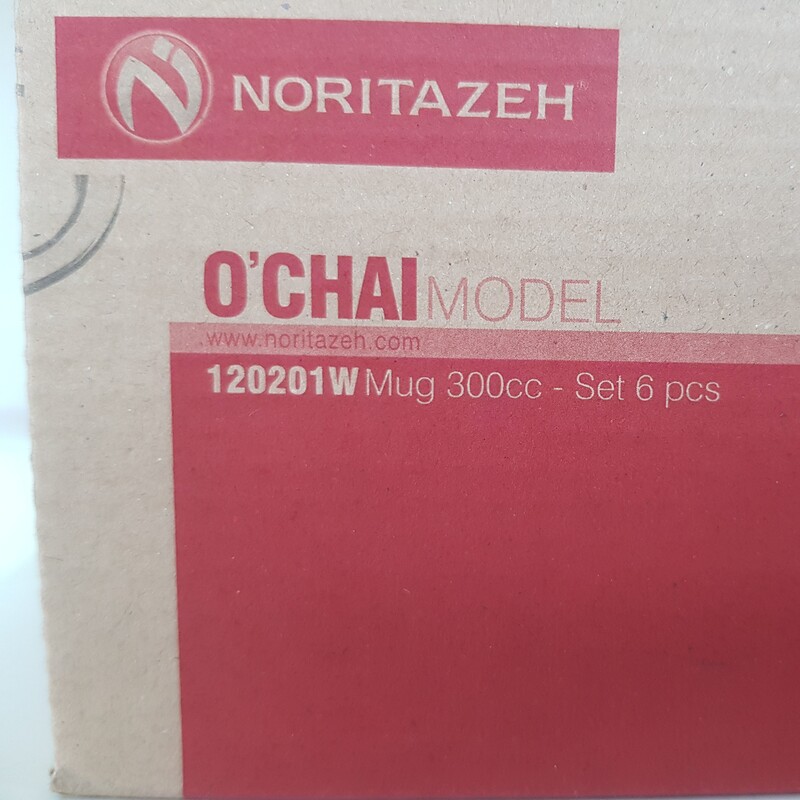 NORITAZEH
O'CHAI MODEL
www.noritazeh.com
120201W Mug 300cc - Set 6 pcs